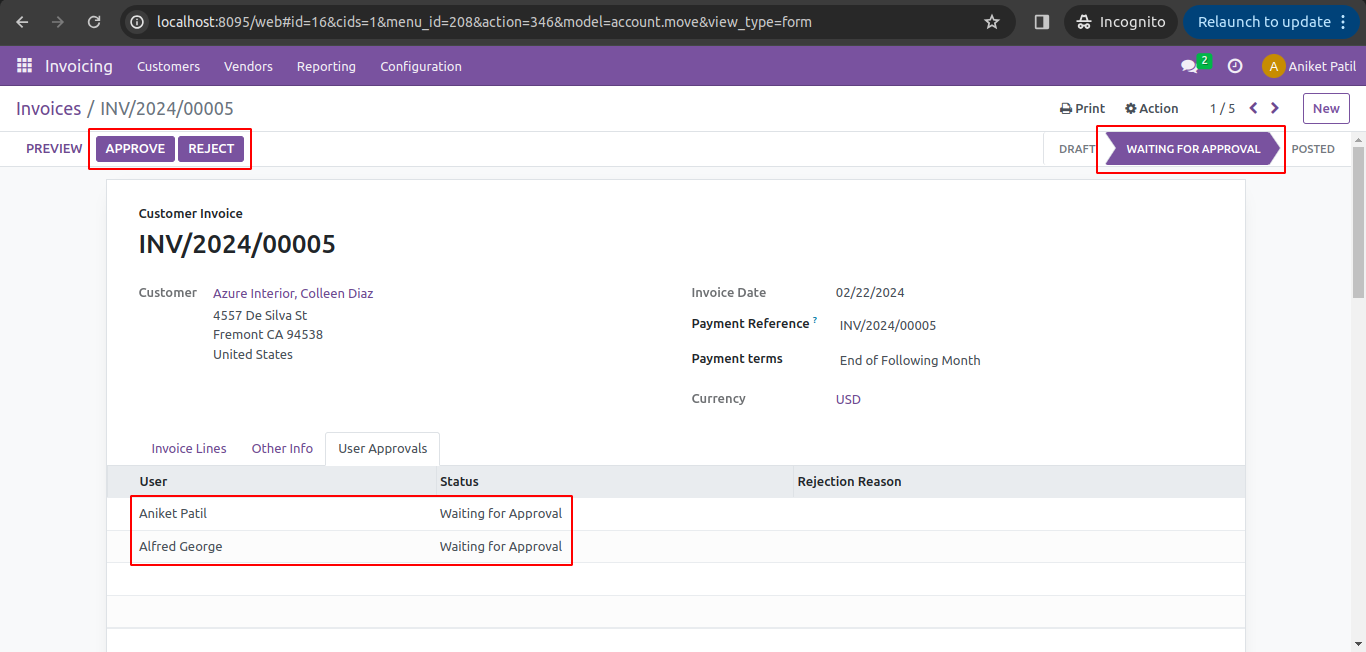 localhost:8095/web#id=16&cids=1&menu_id=208&action=346&model=account.move&view_type=form
Incognito
Relaunch to update
Invoicing
Customers
Vendors
Reporting
Configuration
2
A
Aniket Patil
Invoices / INV/2024/00005
Print
Action
1 / 5
New
PREVIEW
APPROVE
REJECT
DRAFT
WAITING FOR APPROVAL
POSTED
Customer Invoice
INV/2024/00005
Customer
Azure Interior, Colleen Diaz
4557 De Silva St
Fremont CA 94538
United States
Invoice Date
02/22/2024
Payment Reference ?
INV/2024/00005
Payment terms
End of Following Month
Currency
USD
Invoice Lines
Other Info
User Approvals
User
Status
Rejection Reason
Aniket Patil
Waiting for Approval
Alfred George
Waiting for Approval